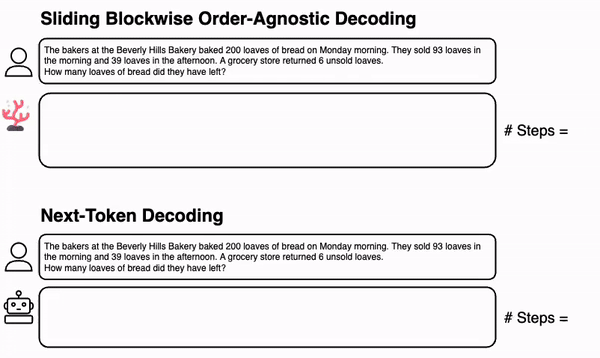 Sliding Blockwise Order-Agnostic Decoding
The bakers at the Beverly Hills Bakery baked 200 loaves of bread on Monday morning. They sold 93 loaves in
the morning and 39 loaves in the afternoon. A grocery store returned 6 unsold loaves.
How many loaves of bread did they have left?
# Steps =
Next-Token Decoding
The bakers at the Beverly Hills Bakery baked 200 loaves of bread on Monday morning. They sold 93 loaves in
the morning and 39 loaves in the afternoon. A grocery store returned 6 unsold loaves.
How many loaves of bread did they have left?
# Steps =